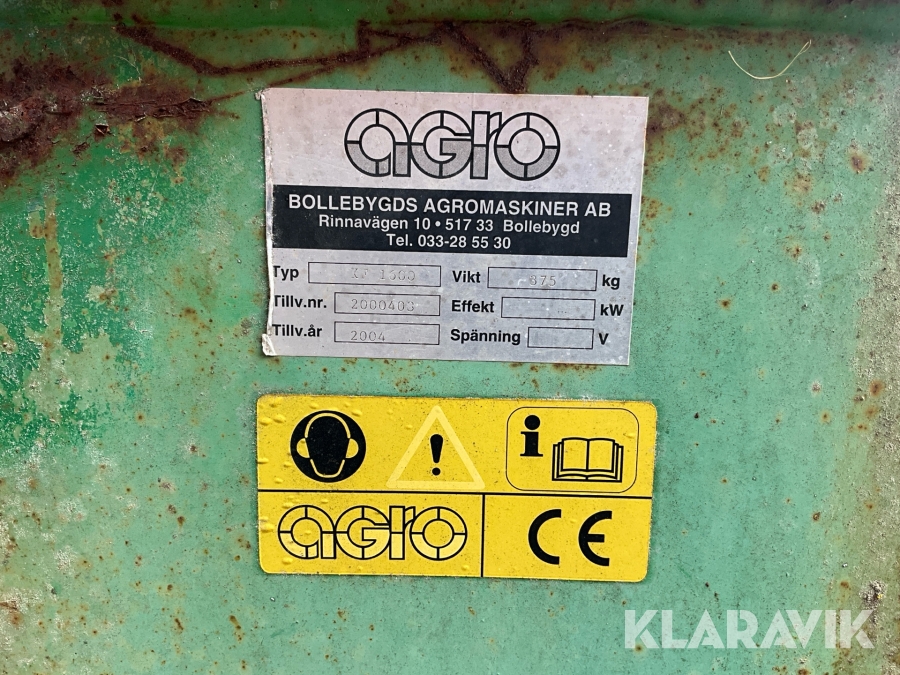 agro
BOLLEBYGDS AGROMASKINER AB
Rinnavägen 10 • 517 33 Bollebygd
Tel. 033-28 55 30
Typ 1500 Vikt 875 kg
Tillv.nr. 2000403 Effekt kW
Tillv.år 2004 Spänning V
i
agro CE
KLARAVIK